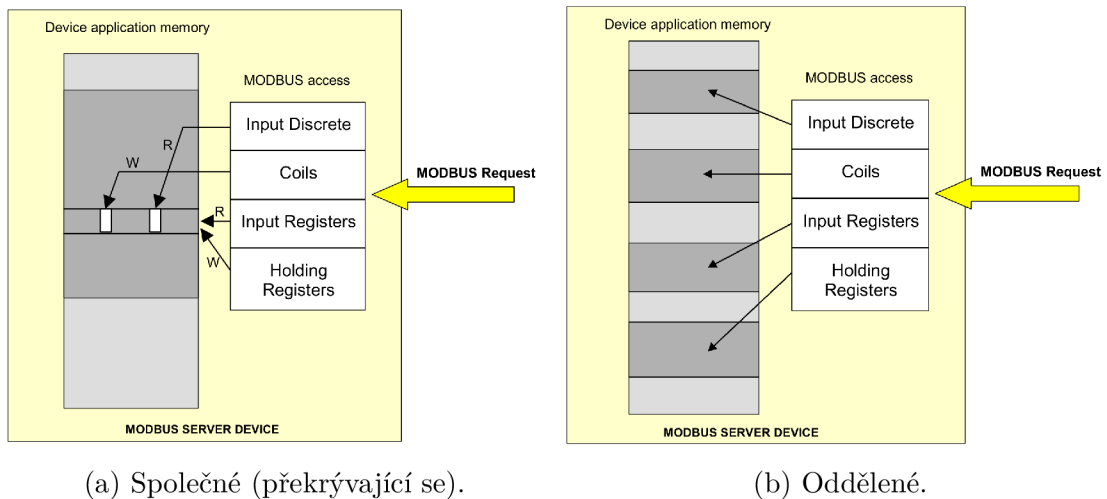 Device application memory
MODBUS access
Input Discrete
R
W
Coils
MODBUS Request
R
Input Registers
W
Holding
Registers
MODBUS SERVER DEVICE
(a) Společné (překrývající se).
Device application memory
MODBUS access
Input Discrete
Coils
MODBUS Request
Input Registers
Holding
Registers
MODBUS SERVER DEVICE
(b) Oddělené.